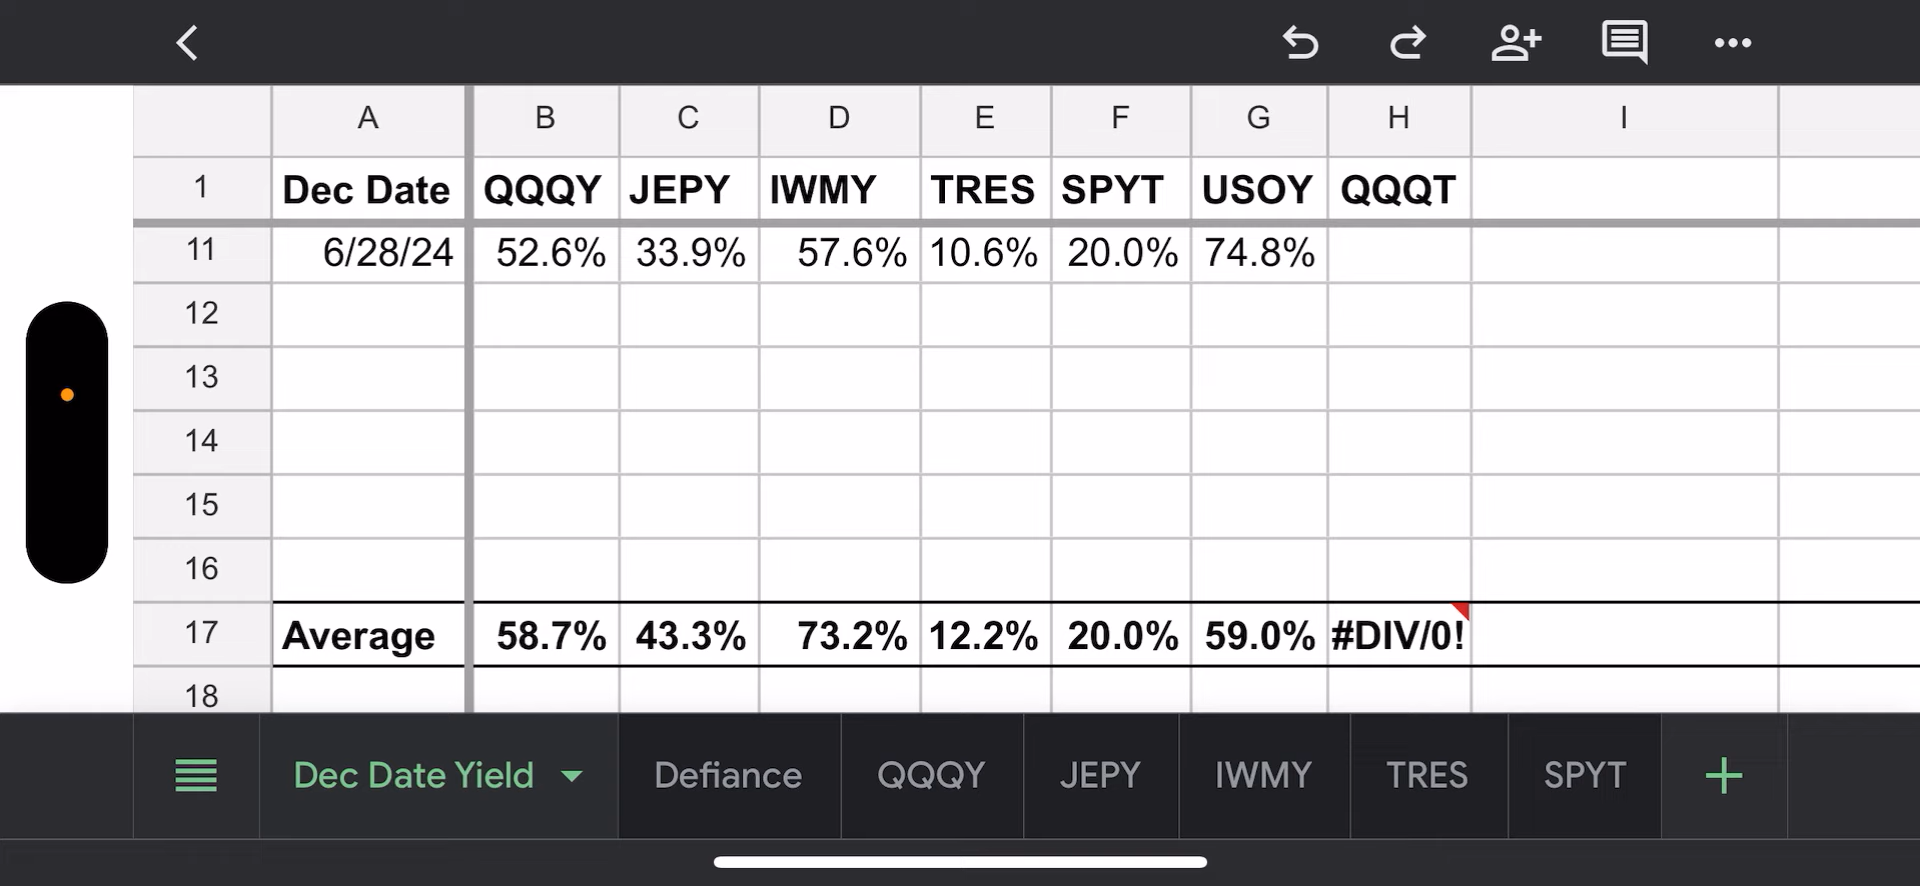 A B C D E F G H I
1 Dec Date QQQY JEPY IWMY TRES SPYT USOY QQQT
11 6/28/24 52.6% 33.9% 57.6% 10.6% 20.0% 74.8%
12
13
14
15
16
17 Average 58.7% 43.3% 73.2% 12.2% 20.0% 59.0% #DIV/0!
18
Dec Date Yield Defiance QQQY JEPY IWMY TRES SPYT